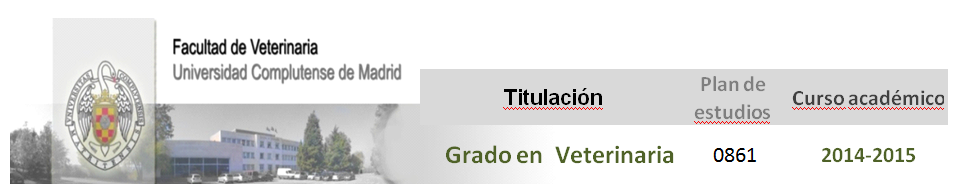 Facultad de Veterinaria
Universidad Complutense de Madrid
Titulación
Plan de
estudios
Curso académico
Grado en Veterinaria
0861
2014-2015